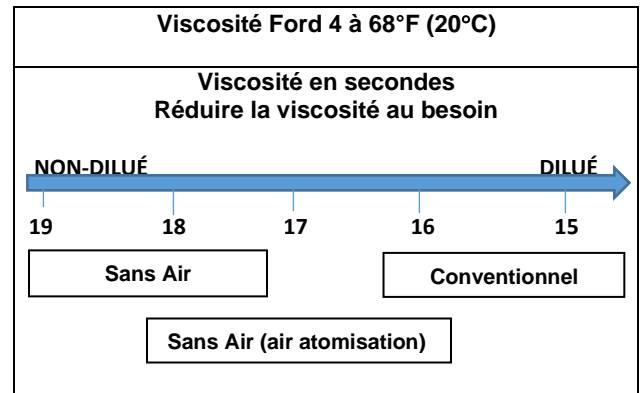 Viscosité Ford 4 à 68°F (20°C)
Viscosité en secondes
Réduire la viscosité au besoin
NON-DILUÉ DILUÉ
19 18 17 16 15
Sans Air Conventionnel
Sans Air (air atomisation)